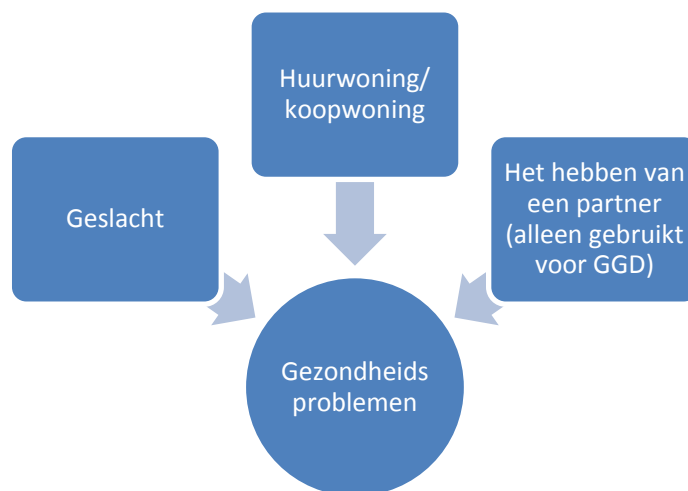 Huurwoning/
koopwoning
Geslacht
Het hebben van
een partner
(alleen gebruikt
voor GGD)
Gezondheids
problemen